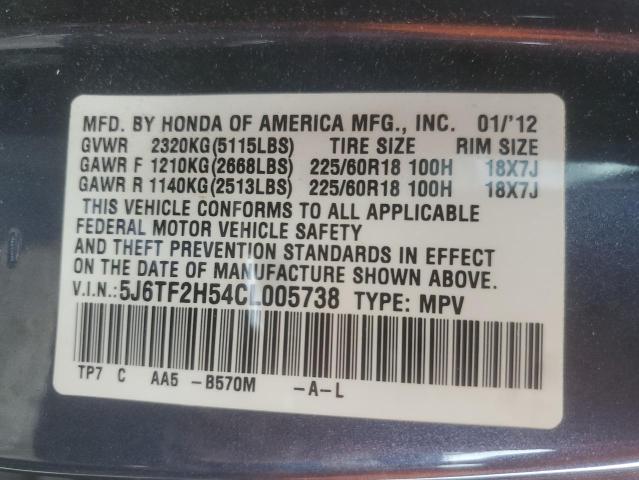 MFD. BY HONDA OF AMERICA MFG., INC. 01/'12
GVWR 2320KG(5115LBS) TIRE SIZE RIM SIZE
GAWR F 1210KG(2668LBS) 225/60R18 100H 18X7J
GAWR R 1140KG(2513LBS) 225/60R18 100H 18X7J
THIS VEHICLE CONFORMS TO ALL APPLICABLE
FEDERAL MOTOR VEHICLE SAFETY
AND THEFT PREVENTION STANDARDS IN EFFECT
ON THE DATE OF MANUFACTURE SHOWN ABOVE.
V.I.N.:5J6TF2H54CL005738 TYPE: MPV
TP7 C AA5 -B570M -A-L